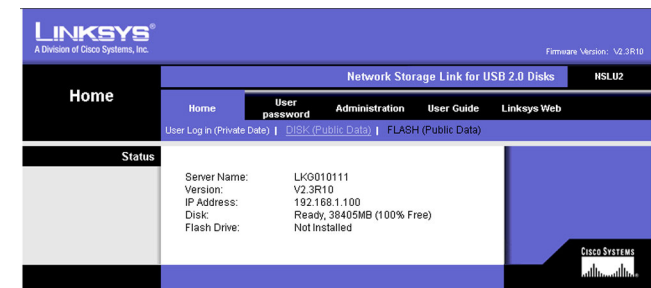 LINKSYS®
A Division of Cisco Systems, Inc.
Firmware Version: V2.3R10
Network Storage Link for USB 2.0 Disks NSLU2
Home
Home User password Administration User Guide Linksys Web
User Log in (Private Date) | DISK (Public Data) | FLASH (Public Data)
Status
Server Name: LKG010111
Version: V2.3R10
IP Address: 192.168.1.100
Disk: Ready, 38405MB (100% Free)
Flash Drive: Not Installed
CISCO SYSTEMS